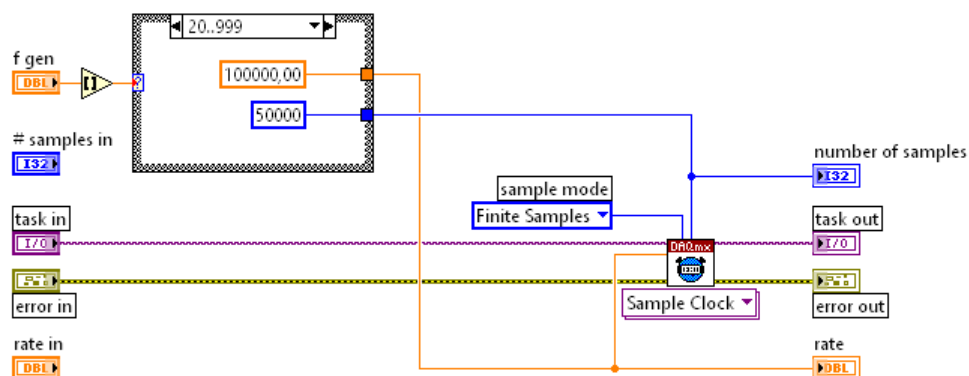 20..999
f gen
DBL
[ ]
?
100000,00
50000
# samples in
I32
number of samples
I32
sample mode
Finite Samples
task in
I/O
task out
I/O
DAQmx
error in
Sample Clock
error out
rate in
DBL
rate
DBL